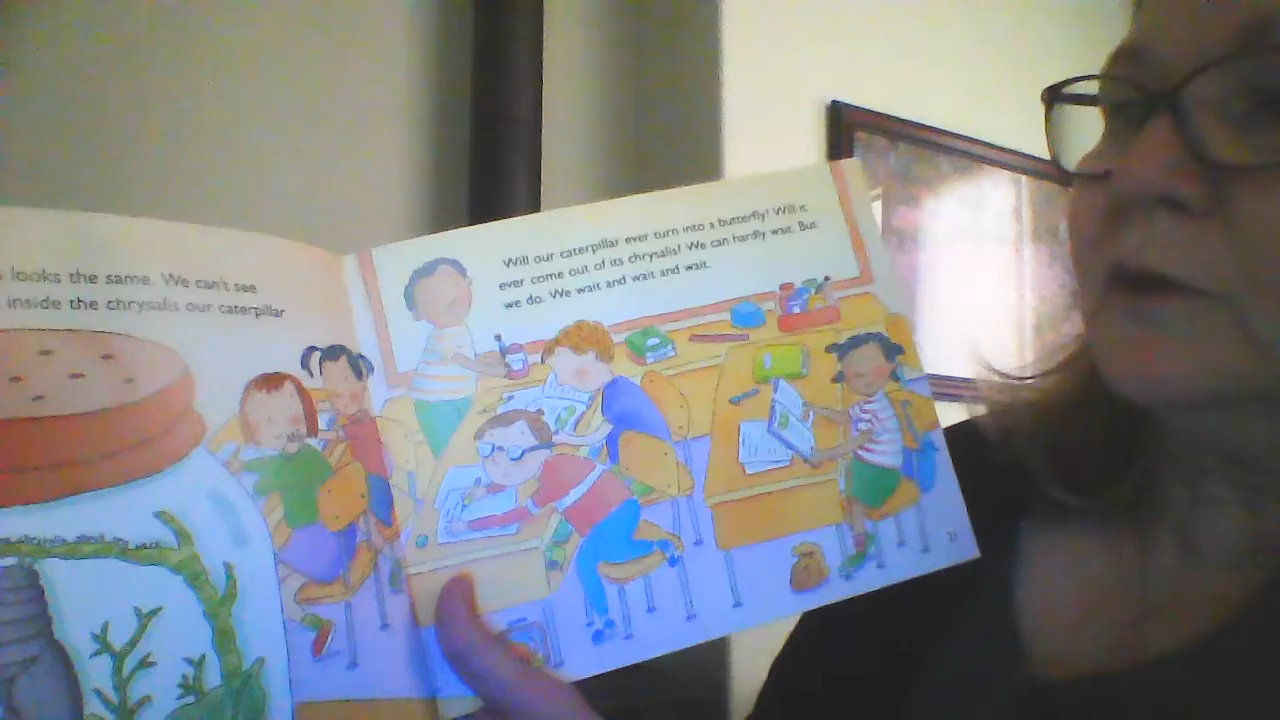 looks the same. We can't see
inside the chrysalis our caterpillar
Will our caterpillar ever turn into a butterfly? Will it
ever come out of its chrysalis? We can hardly wait. But
we do. We wait and wait and wait.
21